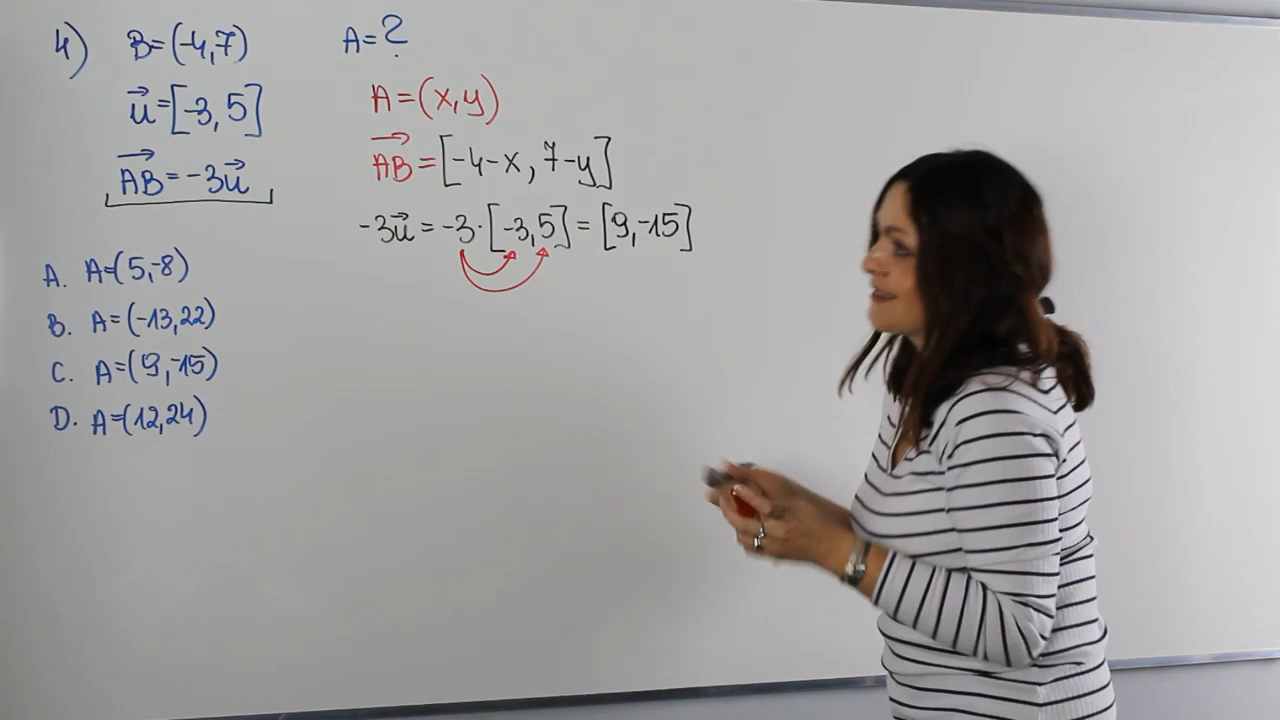 4) B=(-4,7) A=?
u⃗=[-3,5]
A=(x,y)
AB⃗=-3u⃗
AB⃗=[-4-x, 7-y]
-3u⃗=-3·[-3,5]=[9,-15]
A. A=(5,-8)
B. A=(-13,22)
C. A=(9,-15)
D. A=(12,24)